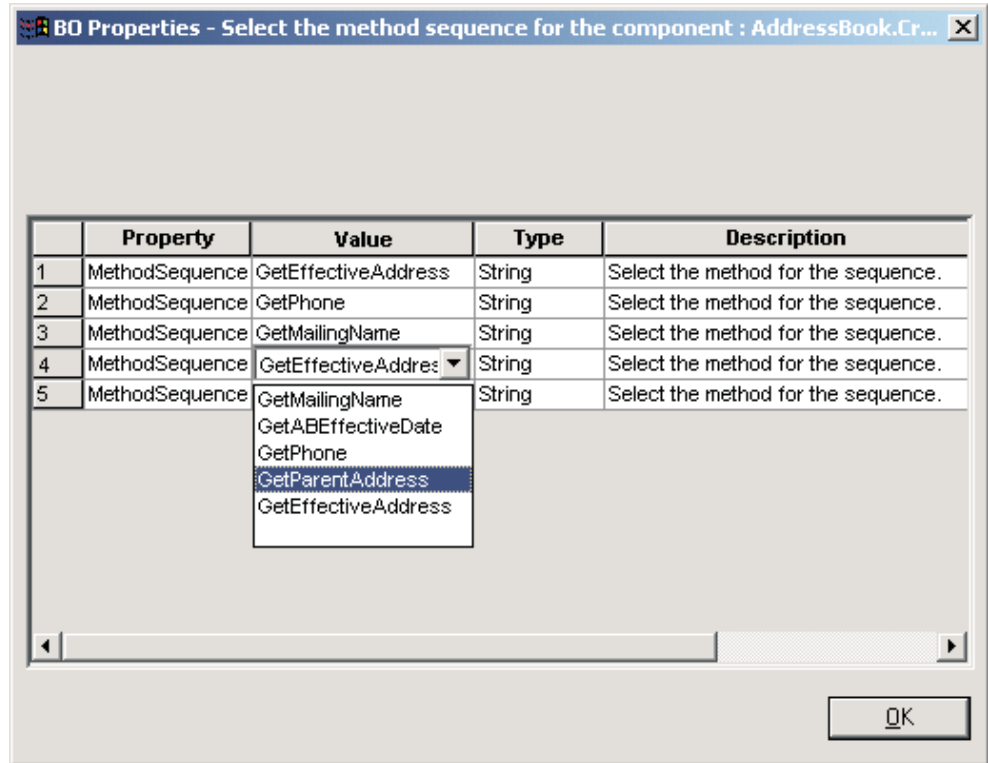 BO Properties - Select the method sequence for the component : AddressBook.Cr...
Property Value Type Description
1 MethodSequence GetEffectiveAddress String Select the method for the sequence.
2 MethodSequence GetPhone String Select the method for the sequence.
3 MethodSequence GetMailingName String Select the method for the sequence.
4 MethodSequence GetEffectiveAddres String Select the method for the sequence.
5 MethodSequence String Select the method for the sequence.
GetMailingName
GetABEffectiveDate
GetPhone
GetParentAddress
GetEffectiveAddress
OK